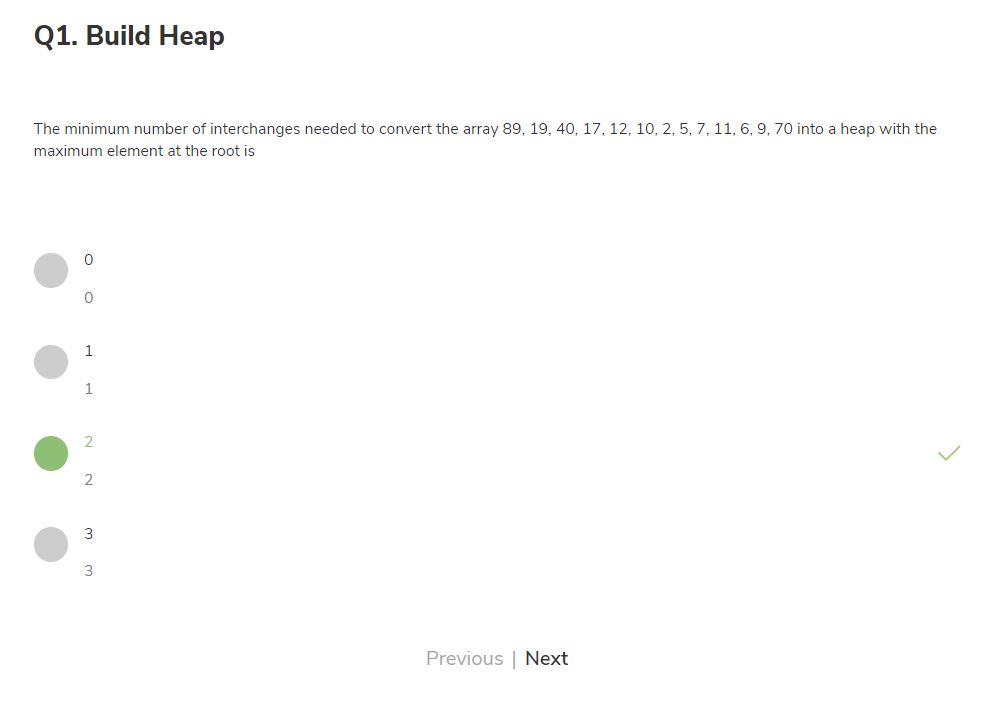 Q1. Build Heap
The minimum number of interchanges needed to convert the array 89, 19, 40, 17, 12, 10, 2, 5, 7, 11, 6, 9, 70 into a heap with the
maximum element at the root is
0
0
1
1
2
2
3
3
Previous | Next